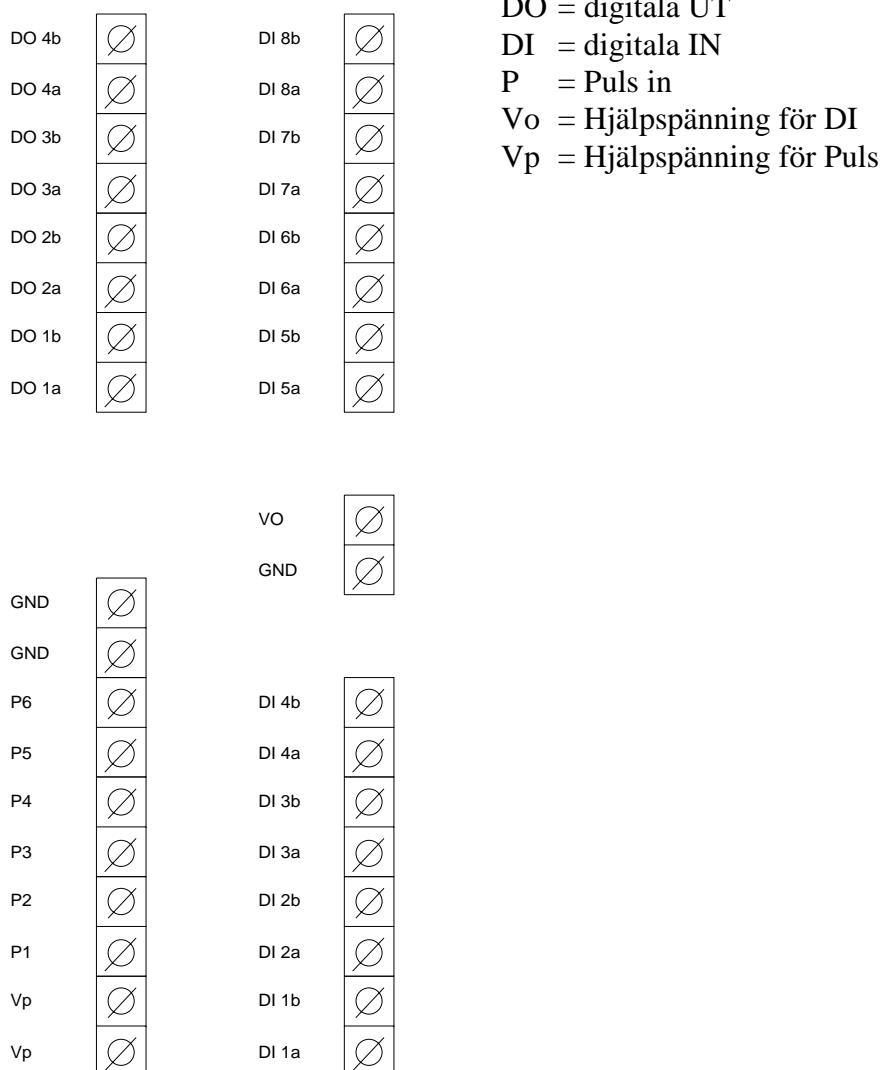 DO = digitala UT
DI = digitala IN
P = Puls in
Vo = Hjälpspänning för DI
Vp = Hjälpspänning för Puls
DO 4b
DO 4a
DO 3b
DO 3a
DO 2b
DO 2a
DO 1b
DO 1a
DI 8b
DI 8a
DI 7b
DI 7a
DI 6b
DI 6a
DI 5b
DI 5a
VO
GND
GND
GND
P6
P5
P4
P3
P2
P1
Vp
Vp
DI 4b
DI 4a
DI 3b
DI 3a
DI 2b
DI 2a
DI 1b
DI 1a